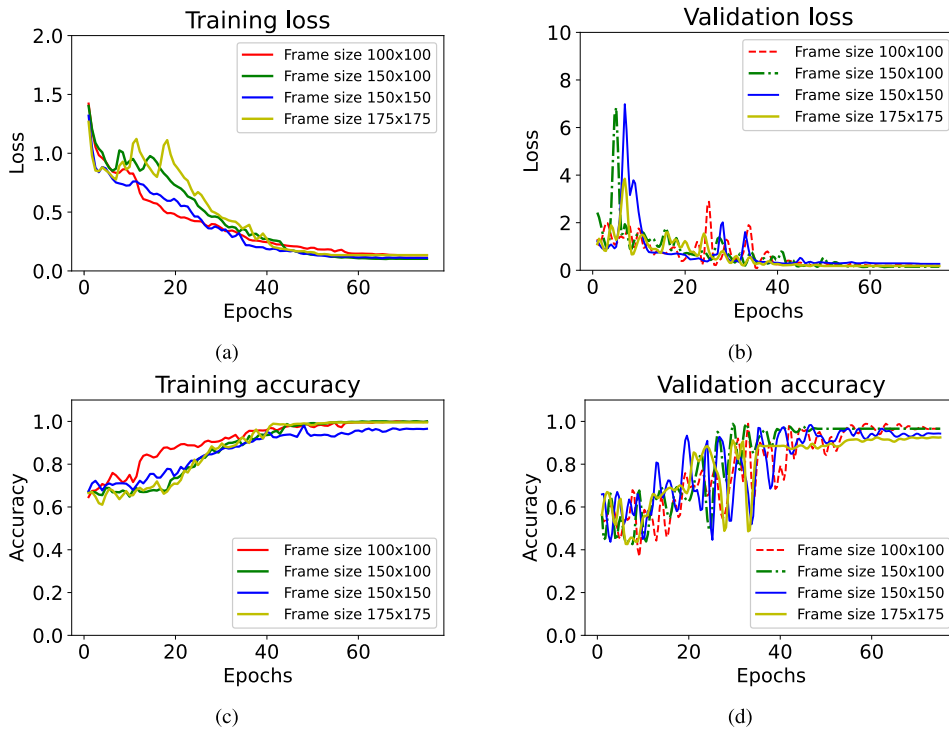 Training loss
2.0
1.5
1.0
0.5
0.0
Loss
Frame size 100x100
Frame size 150x100
Frame size 150x150
Frame size 175x175
0
20
40
60
Epochs
(a)
Validation loss
10
8
6
4
2
0
Loss
Frame size 100x100
Frame size 150x100
Frame size 150x150
Frame size 175x175
0
20
40
60
Epochs
(b)
Training accuracy
1.0
0.8
0.6
0.4
0.2
0.0
Accuracy
Frame size 100x100
Frame size 150x100
Frame size 150x150
Frame size 175x175
0
20
40
60
Epochs
(c)
Validation accuracy
1.0
0.8
0.6
0.4
0.2
0.0
Accuracy
Frame size 100x100
Frame size 150x100
Frame size 150x150
Frame size 175x175
0
20
40
60
Epochs
(d)